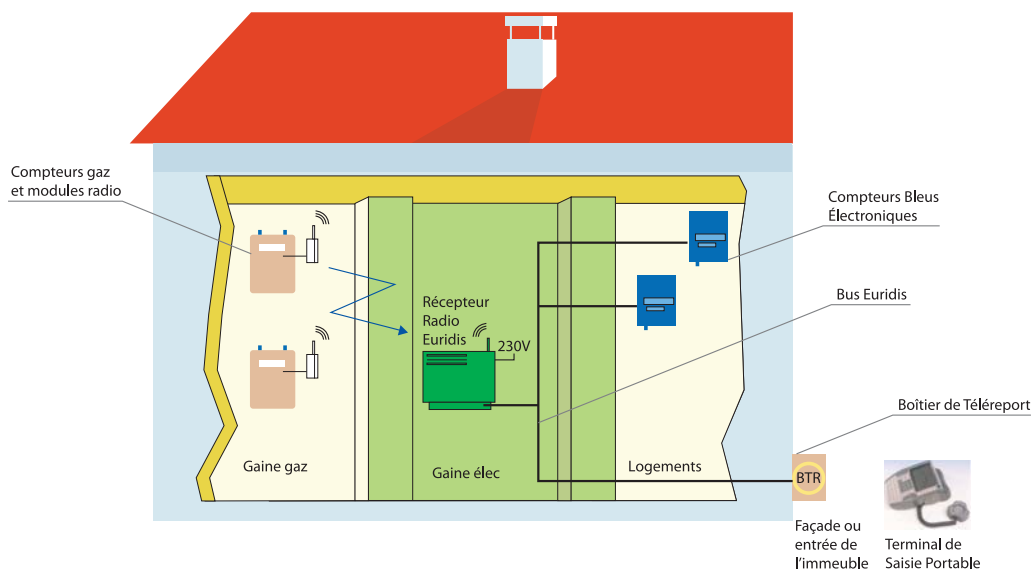 Compteurs gaz
et modules radio
Compteurs Bleus
Électroniques
Récepteur
Radio
Euridis
230V
Bus Euridis
Boîtier de Téléreport
Gaine gaz
Gaine élec
Logements
BTR
Façade ou
entrée de
l'immeuble
Terminal de
Saisie Portable